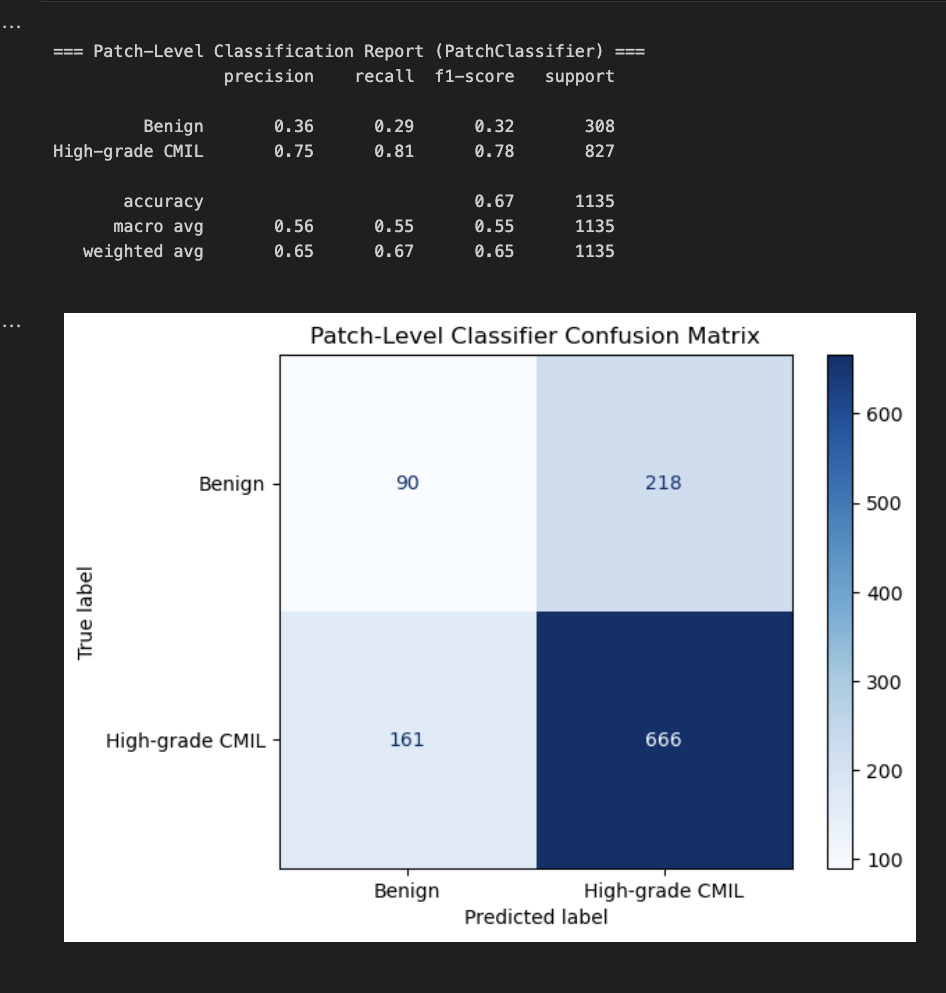 ...
=== Patch-Level Classification Report (PatchClassifier) ===
precision recall f1-score support
Benign 0.36 0.29 0.32 308
High-grade CMIL 0.75 0.81 0.78 827
accuracy 0.67 1135
macro avg 0.56 0.55 0.55 1135
weighted avg 0.65 0.67 0.65 1135
...
Patch-Level Classifier Confusion Matrix
600
Benign 90 218
500
400
True label
300
High-grade CMIL 161 666
200
100
Benign High-grade CMIL
Predicted label